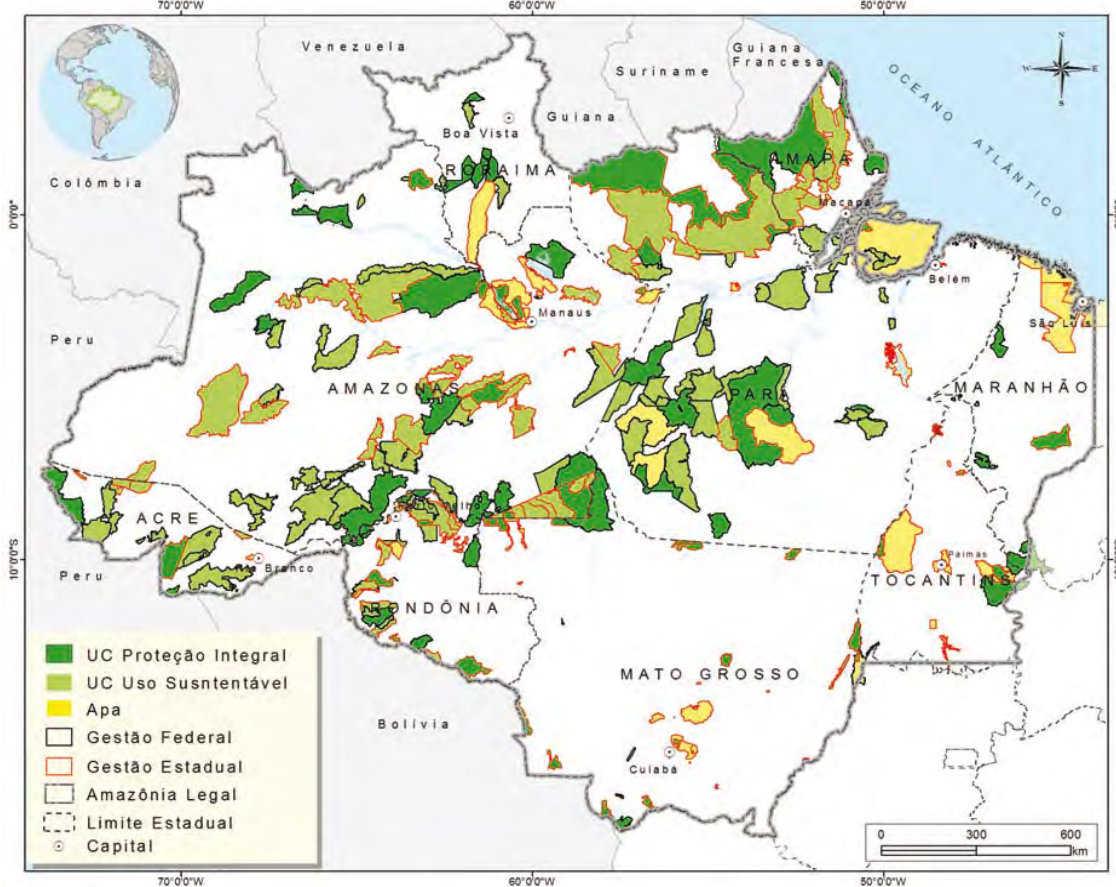 70°0'0"W 60°0'0"W 50°0'0"W
Venezuela
Guiana
Francesa
Suriname
N
W E
S
OCEANO ATLÂNTICO
Boa Vista
Guiana
Colômbia
RORAIMA
AMAPÁ
0°0'0"
Macapá
Belém
Manaus
São Luís
Peru
AMAZONAS
PARÁ
MARANHÃO
ACRE
10°0'0"S
Peru
Rio Branco
Palmas
TOCANTINS
RONDÔNIA
MATO GROSSO
Bolívia
Cuiabá
UC Proteção Integral
UC Uso Susntentável
Apa
Gestão Federal
Gestão Estadual
Amazônia Legal
Limite Estadual
Capital
0 300 600
km
70°0'0"W 60°0'0"W 50°0'0"W